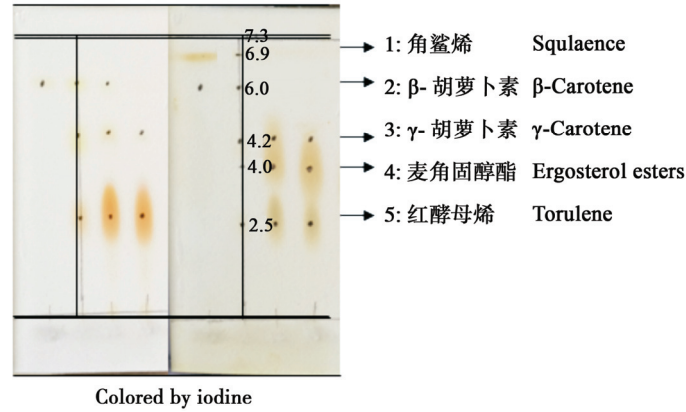 7.3
6.9
6.0
4.2
4.0
2.5
1: 角鲨烯 Squlaence
2: β-胡萝卜素 β-Carotene
3: γ-胡萝卜素 γ-Carotene
4: 麦角固醇酯 Ergosterol esters
5: 红酵母烯 Torulene
Colored by iodine